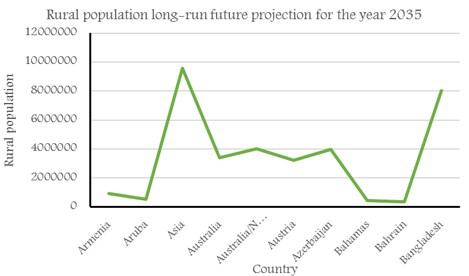 Rural population long-run future projection for the year 2035
12000000
10000000
8000000
6000000
4000000
2000000
0
Rural population
Armenia
Aruba
Asia
Australia
Australia/N...
Austria
Azerbaijan
Bahamas
Bahrain
Bangladesh
Country